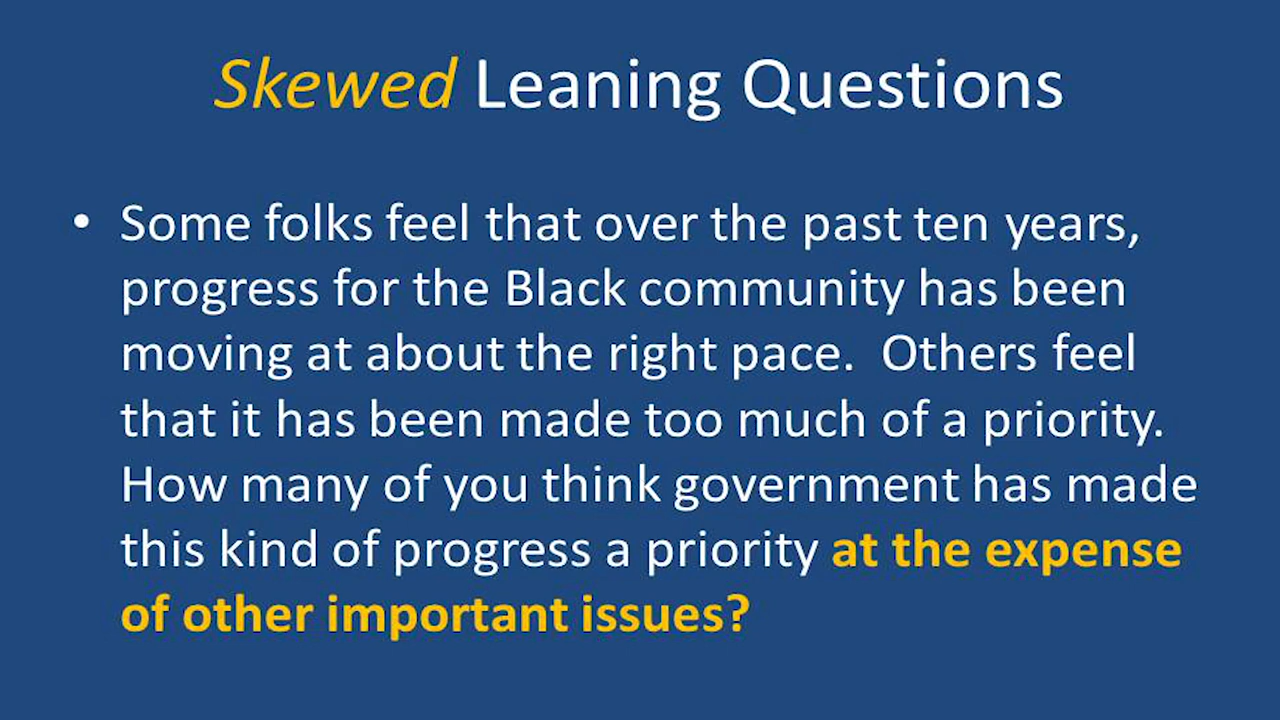 Skewed Leaning Questions
• Some folks feel that over the past ten years,
progress for the Black community has been
moving at about the right pace.  Others feel
that it has been made too much of a priority.
How many of you think government has made
this kind of progress a priority at the expense
of other important issues?